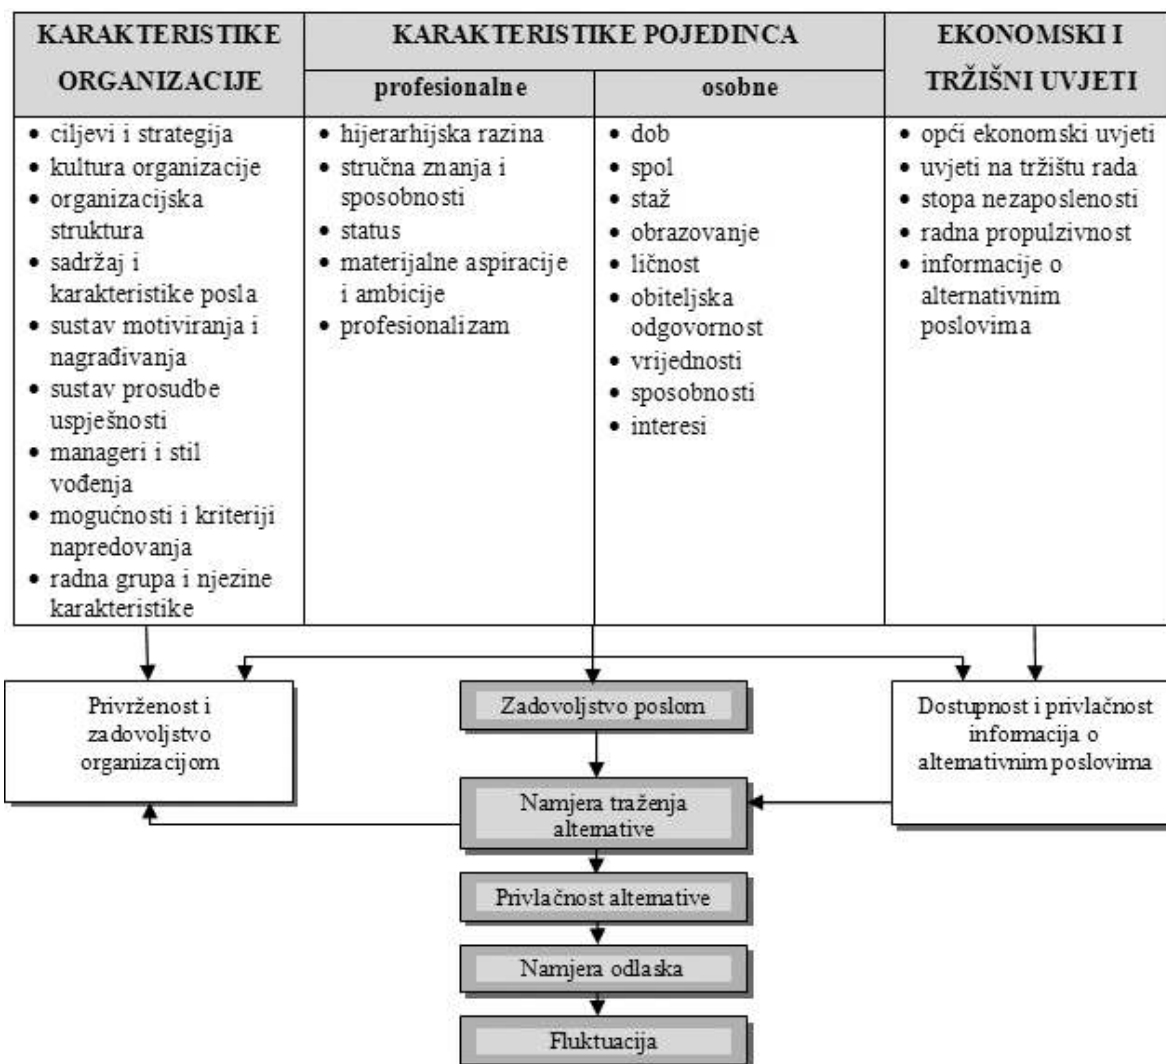 KARAKTERISTIKE
ORGANIZACIJE
KARAKTERISTIKE POJEDINCA
profesionalne
osobne
EKONOMSKI I
TRŽIŠNI UVJETI
• ciljevi i strategija
• kultura organizacije
• organizacijska
struktura
• sadržaj i
karakteristike posla
• sustav motiviranja i
nagrađivanja
• sustav prosudbe
uspješnosti
• manageri i stil
vođenja
• mogućnosti i kriteriji
napredovanja
• radna grupa i njezine
karakteristike
• hijerarhijska razina
• stručna znanja i
sposobnosti
• status
• materijalne aspiracije
i ambicije
• profesionalizam
• dob
• spol
• staž
• obrazovanje
• ličnost
• obiteljska
odgovornost
• vrijednosti
• sposobnosti
• interesi
• opći ekonomski uvjeti
• uvjeti na tržištu rada
• stopa nezaposlenosti
• radna propulzivnost
• informacije o
alternativnim
poslovima
Privrženost i
zadovoljstvo
organizacijom
Zadovoljstvo poslom
Dostupnost i privlačnost
informacija o
alternativnim poslovima
Namjera traženja
alternative
Privlačnost alternative
Namjera odlaska
Fluktuacija